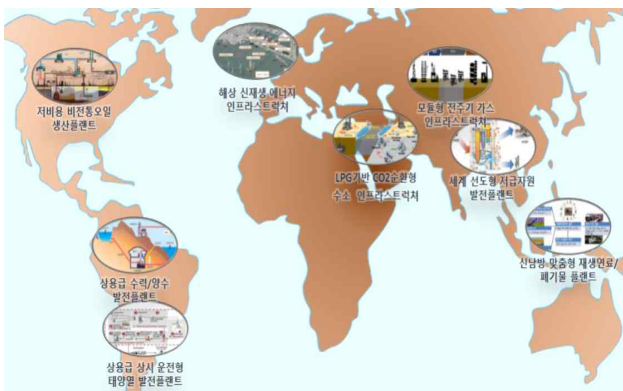 저비용 비전통오일
생산플랜트
해상 신재생 에너지
인프라스트럭쳐
모듈형 전주기 가스
인프라스트럭쳐
LPG기반 CO2순환형
수소 인프라스트럭쳐
세계 선도형 저급자원
발전플랜트
신남방 맞춤형 재생연료/
폐기물 플랜트
상용급 수력/양수
발전플랜트
상용급 상시 운전형
태양열 발전플랜트